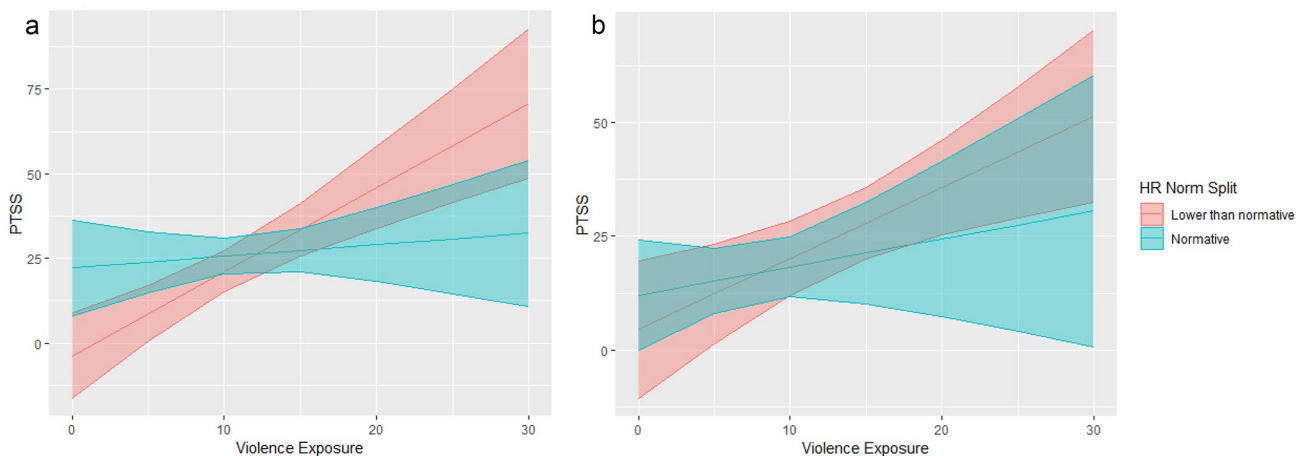 a
75
50
25
0
PTSS
0
10
20
30
Violence Exposure
b
50
25
0
PTSS
0
10
20
30
Violence Exposure
HR Norm Split
Lower than normative
Normative